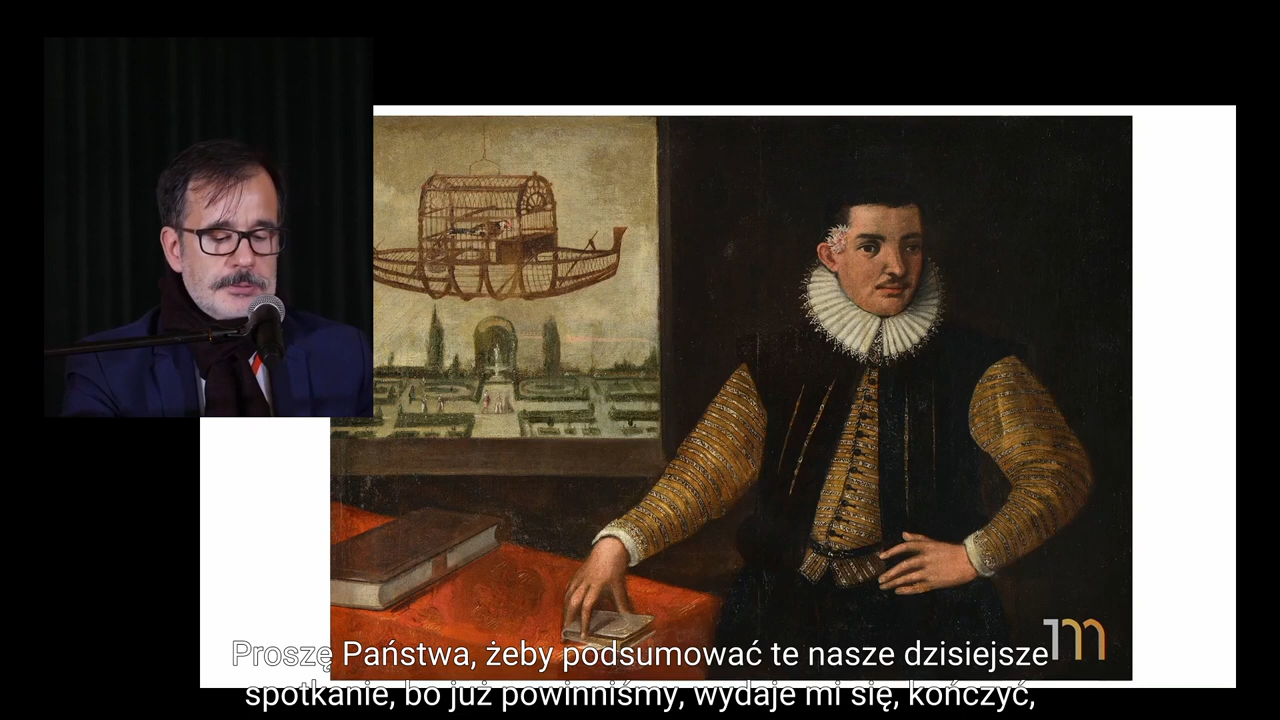 Proszę Państwa, żeby podsumować te nasze dzisiejsze
spotkanie, bo już powinniśmy, wydaje mi się, kończyć,